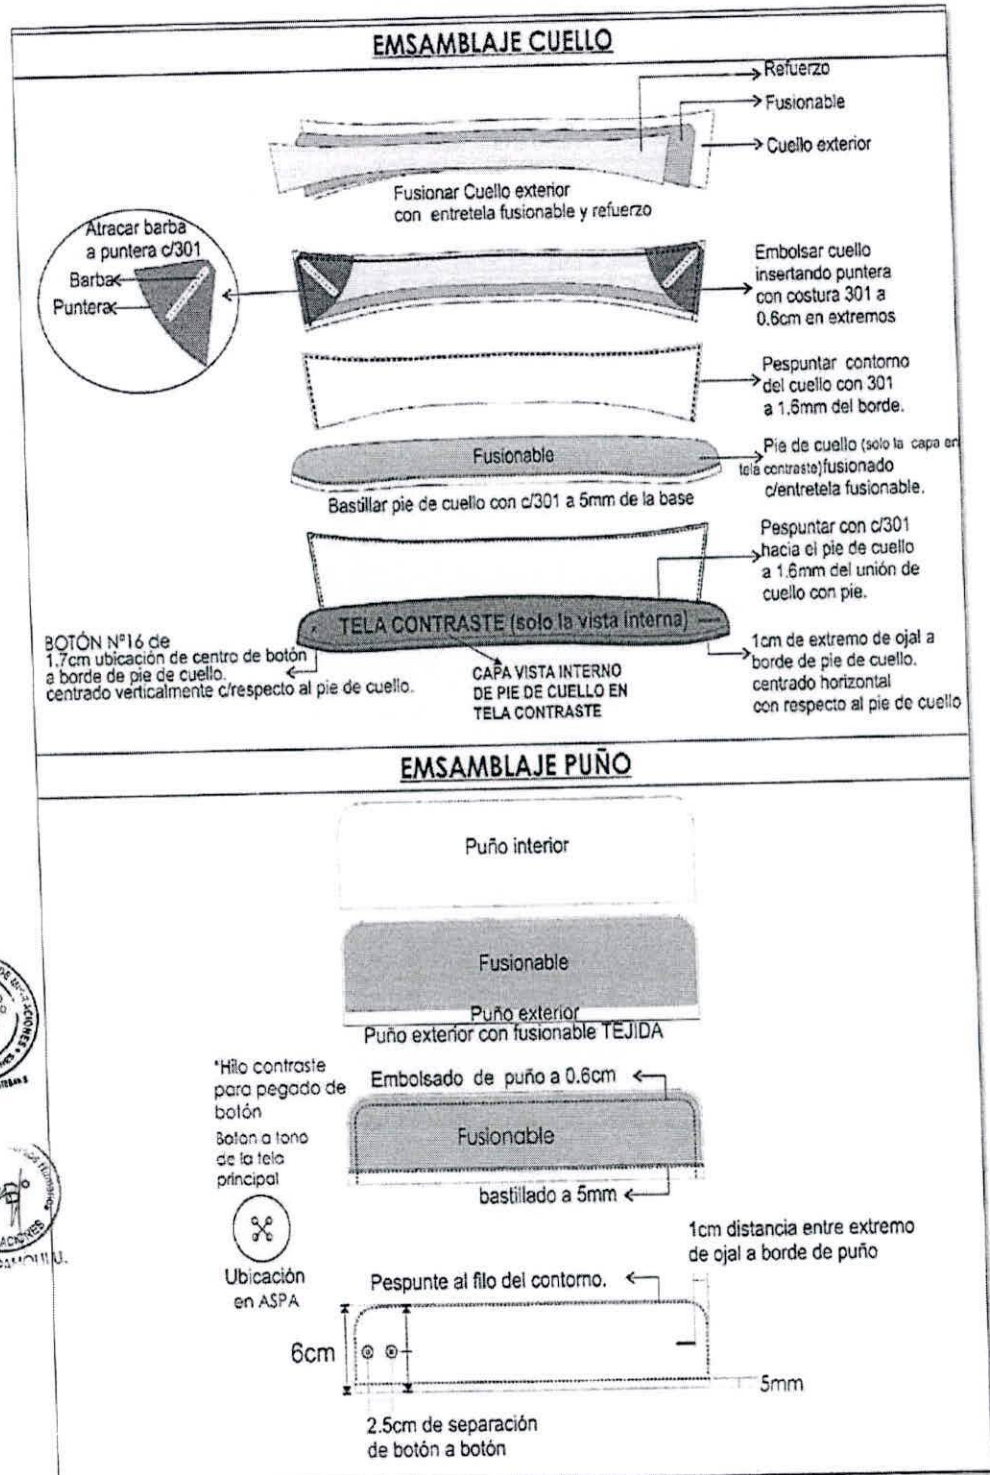 EMSAMBLAJE CUELLO
Refuerzo
Fusionable
Cuello exterior
Fusionar Cuello exterior
con entretela fusionable y refuerzo
Atracar barba
a puntera c/301
Barba
Puntera
Embolsar cuello
insertando puntera
con costura 301 a
0.6cm en extremos
Pespuntar contorno
del cuello con 301
a 1.6mm del borde.
Fusionable
Pie de cuello (solo la capa en
tela contraste)fusionado
c/entretela fusionable.
Bastillar pie de cuello con c/301 a 5mm de la base
Pespuntar con c/301
hacia el pie de cuello
a 1.6mm del unión de
cuello con pie.
TELA CONTRASTE (solo la vista interna)
BOTÓN Nº16 de
1.7cm ubicación de centro de botón
a borde de pie de cuello.
centrado verticalmente c/respecto al pie de cuello.
CAPA VISTA INTERNO
DE PIE DE CUELLO EN
TELA CONTRASTE
1cm de extremo de ojal a
borde de pie de cuello.
centrado horizontal
con respecto al pie de cuello
EMSAMBLAJE PUÑO
Puño interior
Fusionable
Puño exterior
Puño exterior con fusionable TEJIDA
*Hilo contraste
para pegado de
botón
Boton a tono
de la tela
principal
Ubicación
en ASPA
Embolsado de puño a 0.6cm
Fusionable
bastillado a 5mm
1cm distancia entre extremo
de ojal a borde de puño
Pespunte al filo del contorno.
6cm
5mm
2.5cm de separación
de botón a botón